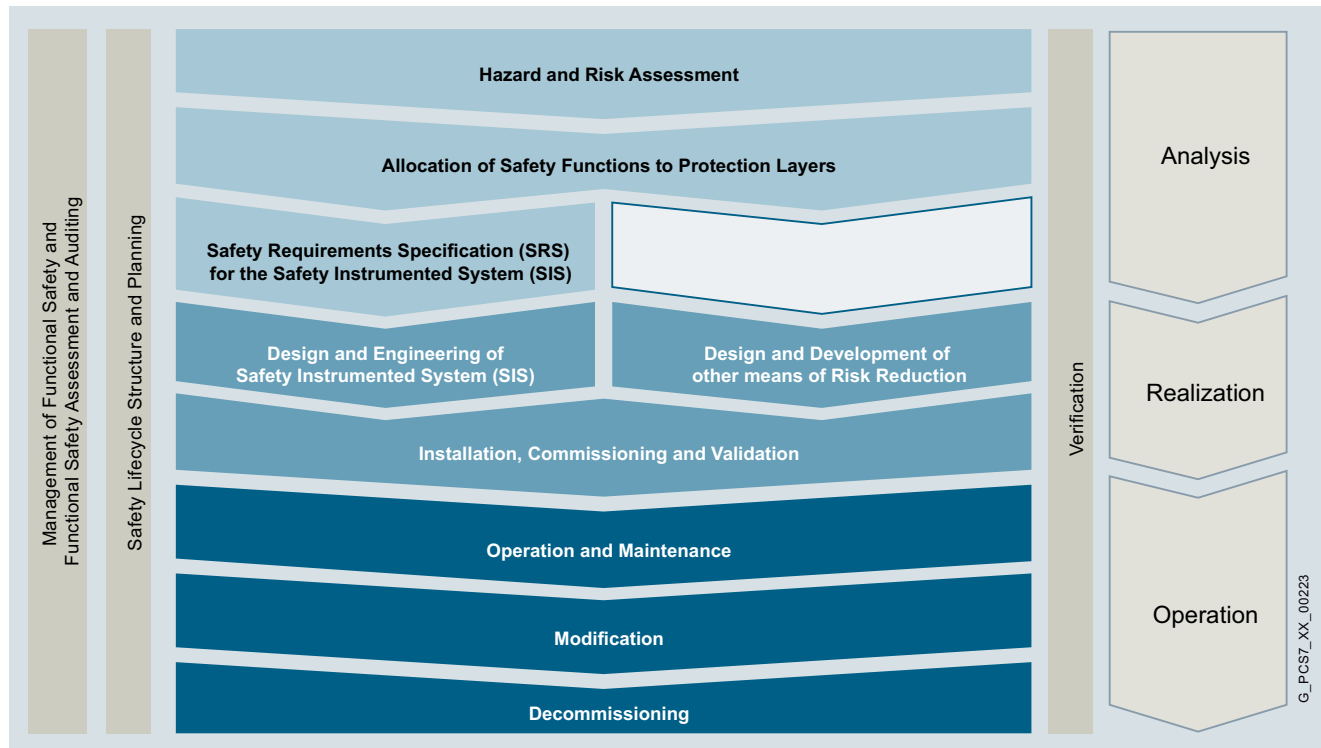 Management of Functional Safety and
Functional Safety Assessment and Auditing
Safety Lifecycle Structure and Planning
Hazard and Risk Assessment
Allocation of Safety Functions to Protection Layers
Safety Requirements Specification (SRS)
for the Safety Instrumented System (SIS)
Design and Engineering of
Safety Instrumented System (SIS)
Design and Development of
other means of Risk Reduction
Installation, Commissioning and Validation
Operation and Maintenance
Modification
Decommissioning
Verification
Analysis
Realization
Operation
G_PCS7_XX_00223